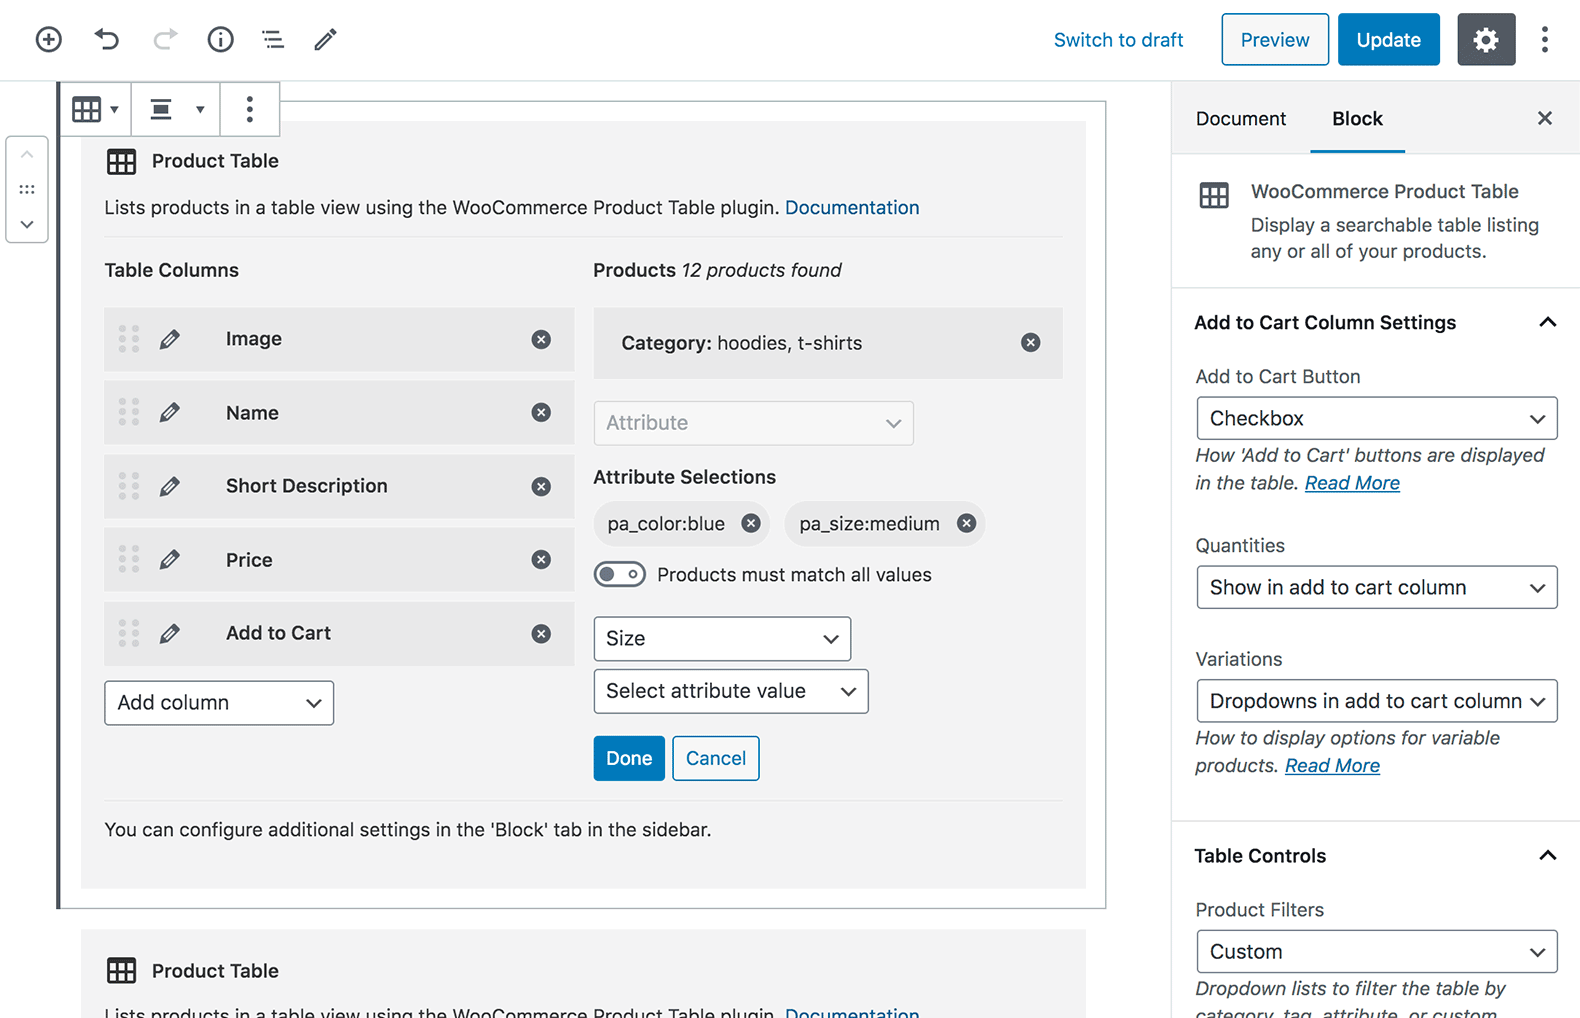 Switch to draft
Preview
Update
Product Table
Lists products in a table view using the WooCommerce Product Table plugin. Documentation
Table Columns
Image
Name
Short Description
Price
Add to Cart
Add column
Products 12 products found
Category: hoodies, t-shirts
Attribute
Attribute Selections
pa_color:blue
pa_size:medium
Products must match all values
Size
Select attribute value
Done
Cancel
You can configure additional settings in the 'Block' tab in the sidebar.
Product Table
Lists products in a table view using the WooCommerce Product Table plugin. Documentation
Document
Block
WooCommerce Product Table
Display a searchable table listing
any or all of your products.
Add to Cart Column Settings
Add to Cart Button
Checkbox
How 'Add to Cart' buttons are displayed
in the table. Read More
Quantities
Show in add to cart column
Variations
Dropdowns in add to cart column
How to display options for variable
products. Read More
Table Controls
Product Filters
Custom
Dropdown lists to filter the table by
category, tag, attribute, or custom